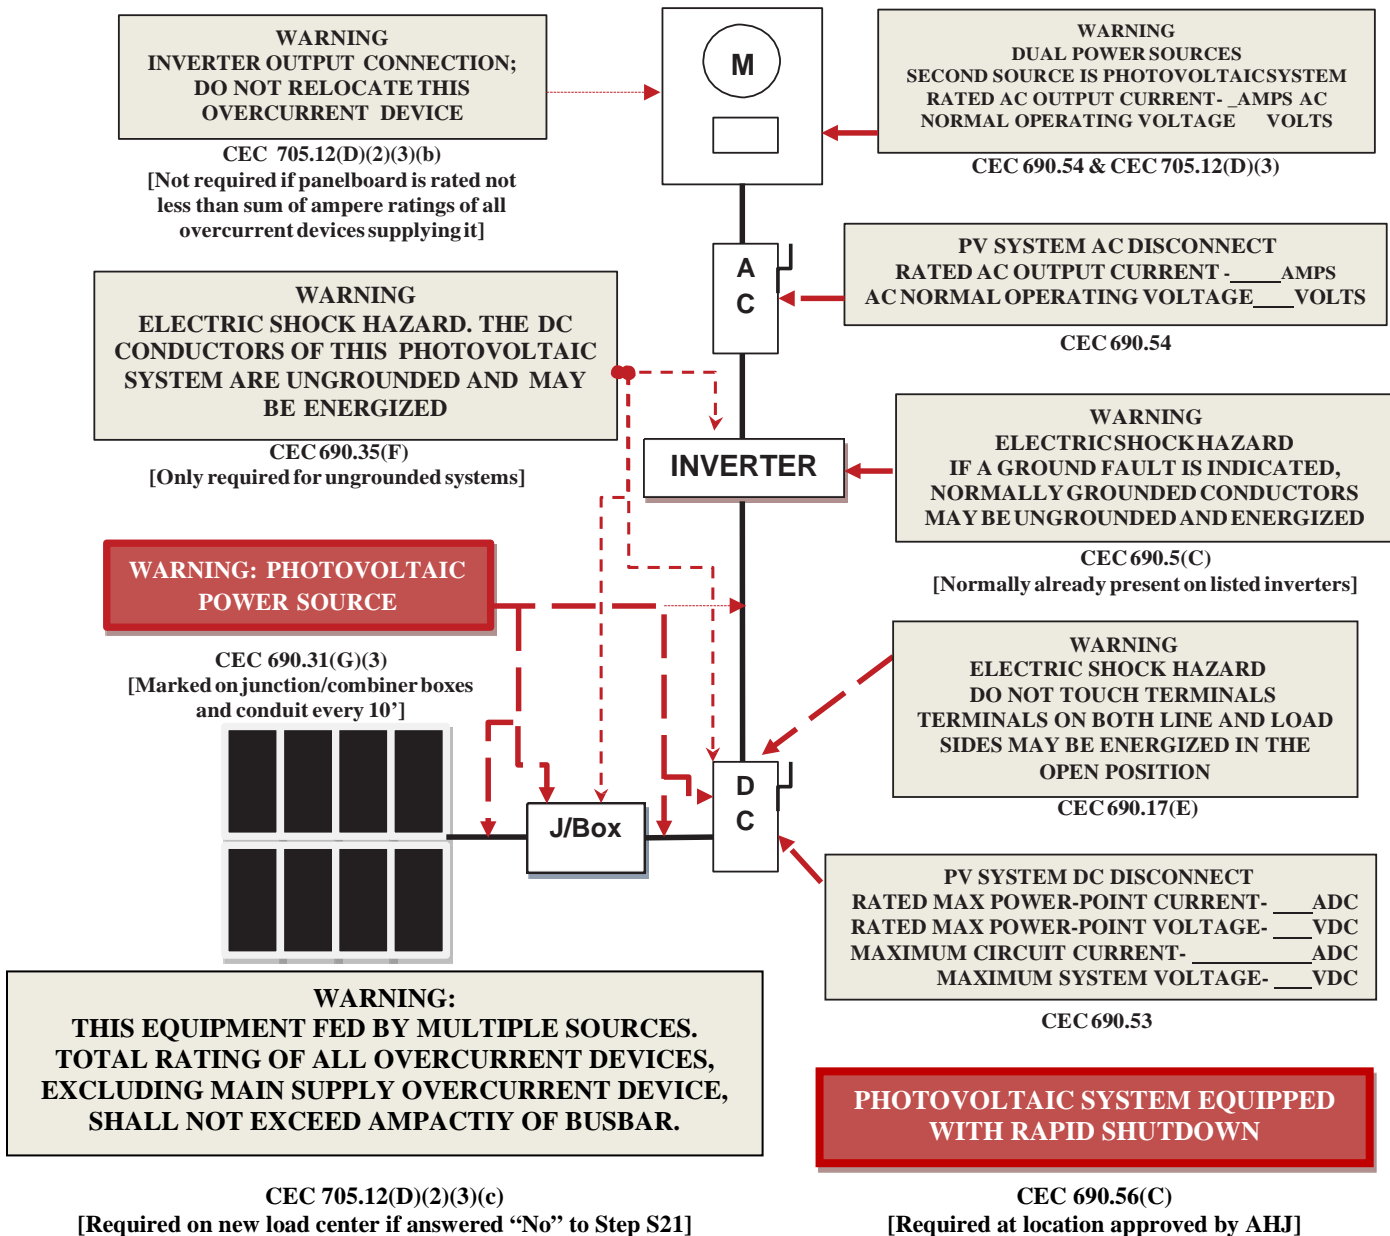 WARNING
INVERTER OUTPUT CONNECTION;
DO NOT RELOCATE THIS
OVERCURRENT DEVICE
CEC 705.12(D)(2)(3)(b)
[Not required if panelboard is rated not
less than sum of ampere ratings of all
overcurrent devices supplying it]
M
WARNING
DUAL POWER SOURCES
SECOND SOURCE IS PHOTOVOLTAIC SYSTEM
RATED AC OUTPUT CURRENT- _AMPS AC
NORMAL OPERATING VOLTAGE VOLTS
CEC 690.54 & CEC 705.12(D)(3)
A
C
PV SYSTEM AC DISCONNECT
RATED AC OUTPUT CURRENT -____AMPS
AC NORMAL OPERATING VOLTAGE___VOLTS
CEC 690.54
WARNING
ELECTRIC SHOCK HAZARD. THE DC
CONDUCTORS OF THIS PHOTOVOLTAIC
SYSTEM ARE UNGROUNDED AND MAY
BE ENERGIZED
CEC 690.35(F)
[Only required for ungrounded systems]
INVERTER
WARNING
ELECTRIC SHOCK HAZARD
IF A GROUND FAULT IS INDICATED,
NORMALLY GROUNDED CONDUCTORS
MAY BE UNGROUNDED AND ENERGIZED
CEC 690.5(C)
[Normally already present on listed inverters]
WARNING: PHOTOVOLTAIC
POWER SOURCE
CEC 690.31(G)(3)
[Marked on junction/combiner boxes
and conduit every 10’]
WARNING
ELECTRIC SHOCK HAZARD
DO NOT TOUCH TERMINALS
TERMINALS ON BOTH LINE AND LOAD
SIDES MAY BE ENERGIZED IN THE
OPEN POSITION
CEC 690.17(E)
J/Box
D
C
PV SYSTEM DC DISCONNECT
RATED MAX POWER-POINT CURRENT- ___ADC
RATED MAX POWER-POINT VOLTAGE- ___VDC
MAXIMUM CIRCUIT CURRENT- __________ADC
MAXIMUM SYSTEM VOLTAGE- ___VDC
CEC 690.53
WARNING:
THIS EQUIPMENT FED BY MULTIPLE SOURCES.
TOTAL RATING OF ALL OVERCURRENT DEVICES,
EXCLUDING MAIN SUPPLY OVERCURRENT DEVICE,
SHALL NOT EXCEED AMPACTIY OF BUSBAR.
CEC 705.12(D)(2)(3)(c)
[Required on new load center if answered “No” to Step S21]
PHOTOVOLTAIC SYSTEM EQUIPPED
WITH RAPID SHUTDOWN
CEC 690.56(C)
[Required at location approved by AHJ]